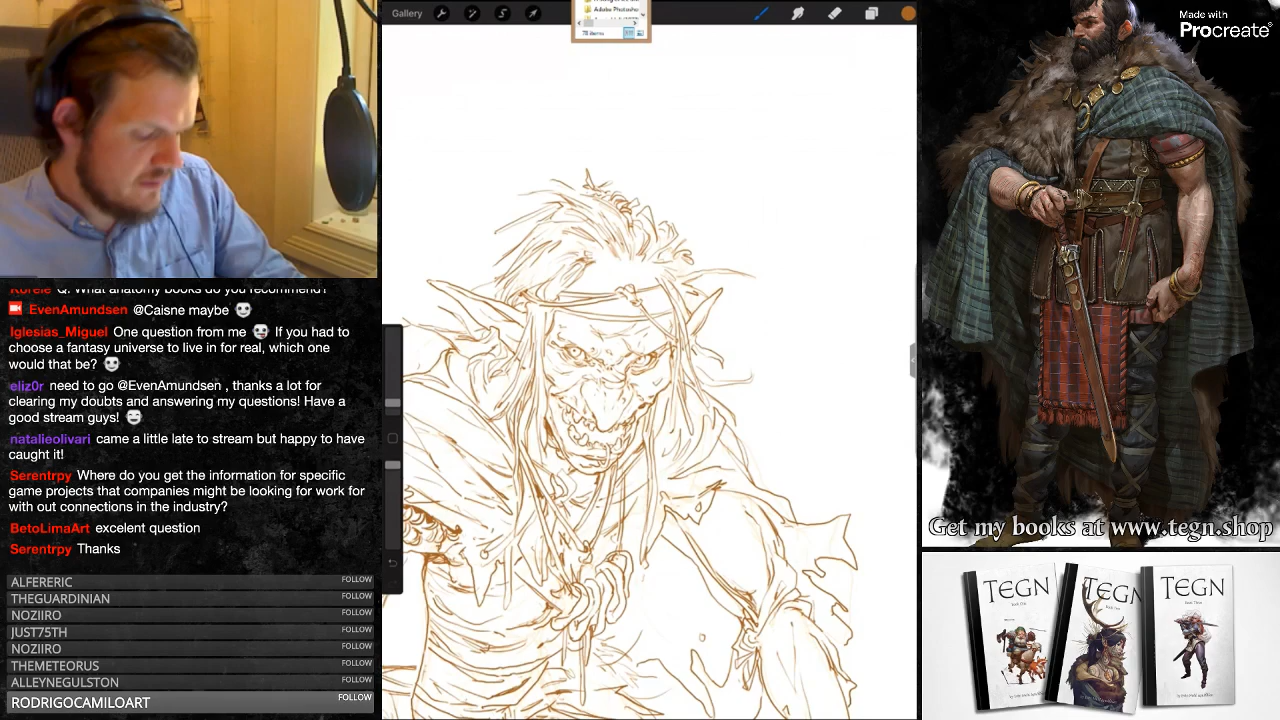 Gallery
Adobe Photosho
78 items
Made with
Procreate®
Korele Q: What anatomy books do you recommend?
EvenAmundsen @Caisne maybe
Iglesias_Miguel One question from me If you had to
choose a fantasy universe to live in for real, which one
would that be?
eliz0r need to go @EvenAmundsen , thanks a lot for
clearing my doubts and answering my questions! Have a
good stream guys!
natalieolivari came a little late to stream but happy to have
caught it!
Serentrpy Where do you get the information for specific
game projects that companies might be looking for work for
with out connections in the industry?
BetoLimaArt excelent question
Serentrpy Thanks
ALFERERIC FOLLOW
THEGUARDINIAN FOLLOW
NOZIIRO FOLLOW
JUST75TH FOLLOW
NOZIIRO FOLLOW
THEMETEORUS FOLLOW
ALLEYNEGULSTON FOLLOW
RODRIGOCAMILOART FOLLOW
Get my books at www.tegn.shop
TEGN
TEGN
TEGN